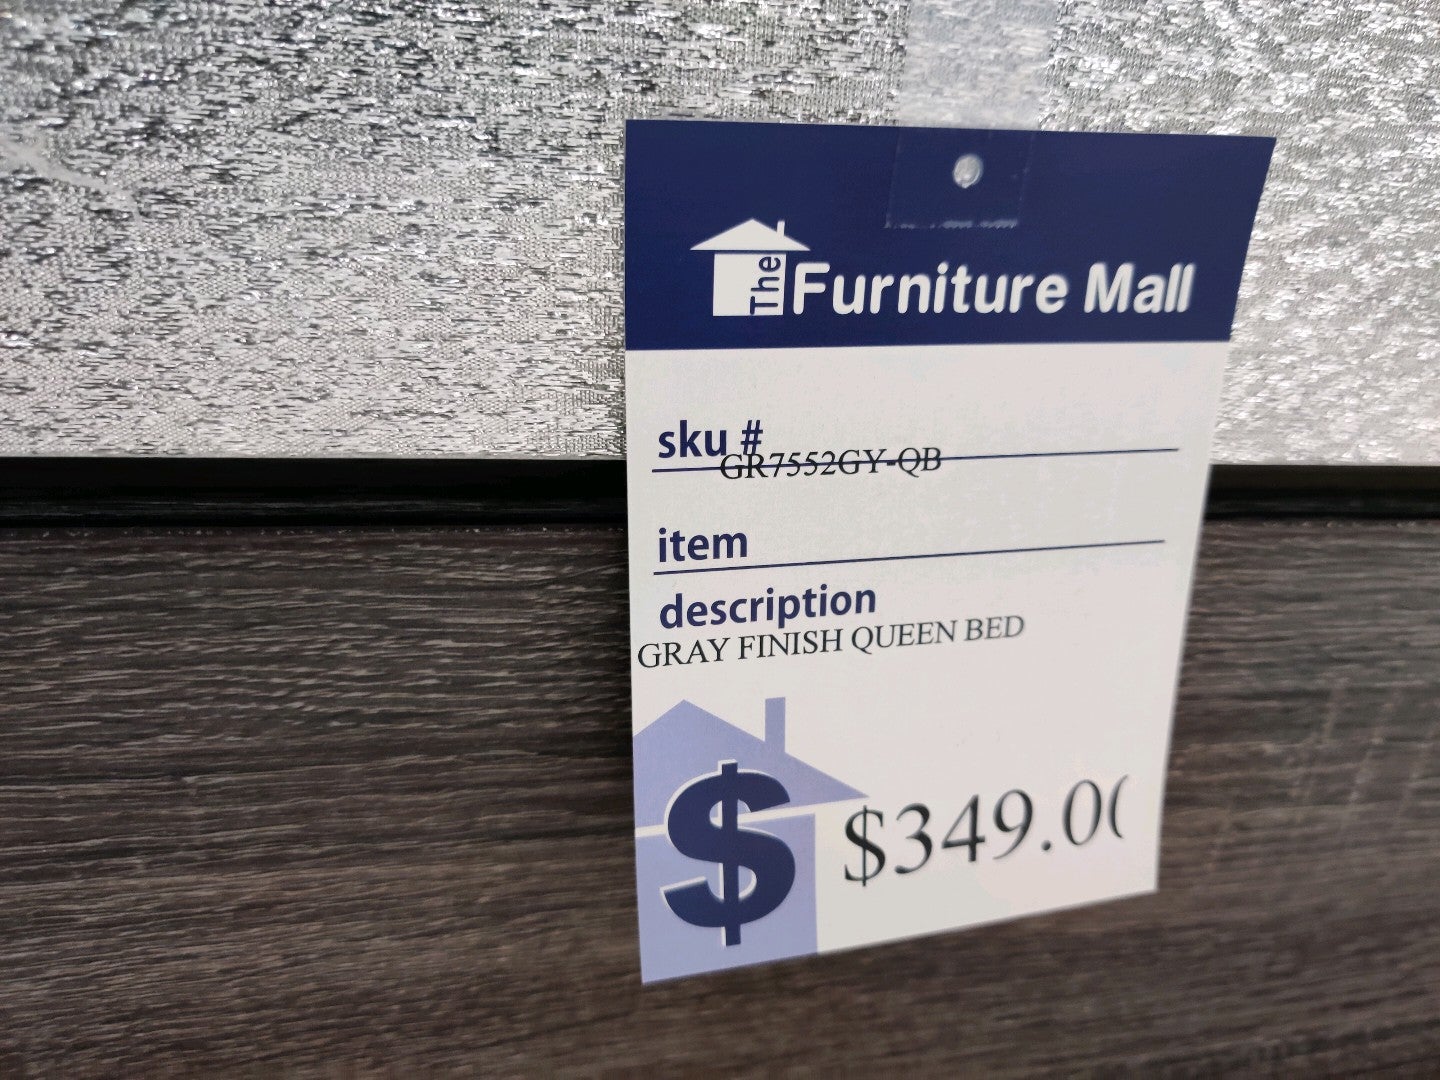 The Furniture Mall
sku #
GR7552GY-QB
item
description
GRAY FINISH QUEEN BED
$ $349.0(